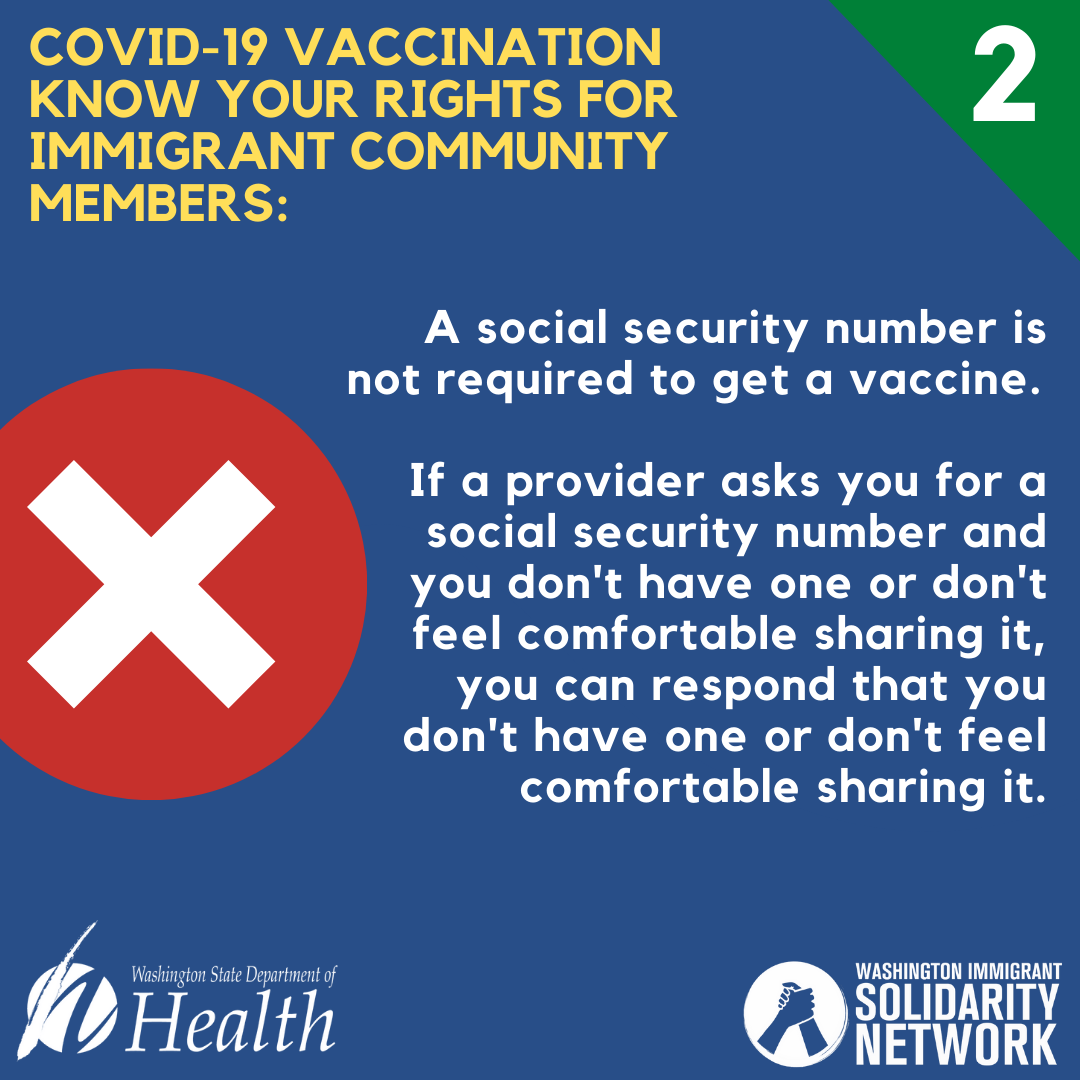 COVID-19 VACCINATION
KNOW YOUR RIGHTS FOR
IMMIGRANT COMMUNITY
MEMBERS:
2
A social security number is
not required to get a vaccine.
If a provider asks you for a
social security number and
you don't have one or don't
feel comfortable sharing it,
you can respond that you
don't have one or don't feel
comfortable sharing it.
Washington State Department of
Health
WASHINGTON IMMIGRANT
SOLIDARITY
NETWORK